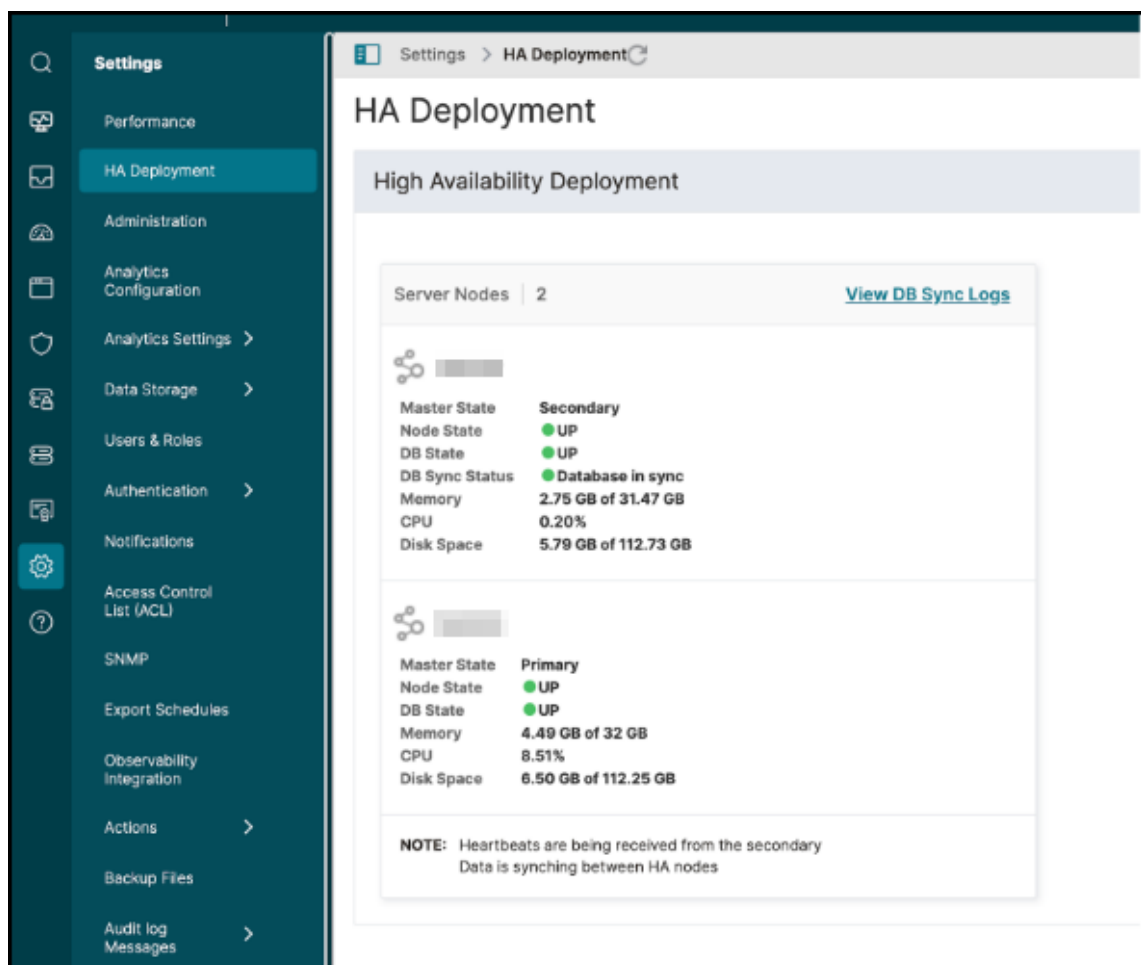 Settings
Performance
HA Deployment
Administration
Analytics
Configuration
Analytics Settings
Data Storage
Users & Roles
Authentication
Notifications
Access Control
List (ACL)
SNMP
Export Schedules
Observability
Integration
Actions
Backup Files
Audit log
Messages
Settings > HA Deployment
HA Deployment
High Availability Deployment
Server Nodes 2 View DB Sync Logs
Master State Secondary
Node State UP
DB State UP
DB Sync Status Database in sync
Memory 2.75 GB of 31.47 GB
CPU 0.20%
Disk Space 5.79 GB of 112.73 GB
Master State Primary
Node State UP
DB State UP
Memory 4.49 GB of 32 GB
CPU 8.51%
Disk Space 6.50 GB of 112.25 GB
NOTE: Heartbeats are being received from the secondary
Data is synching between HA nodes